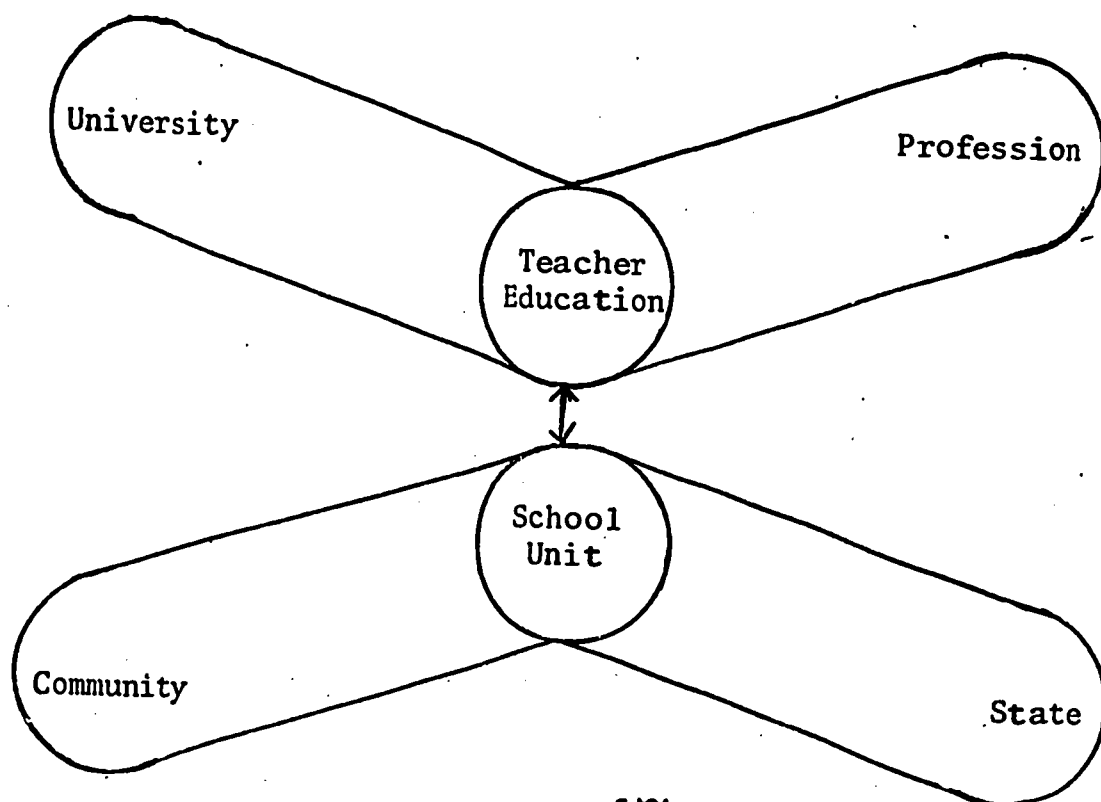 University
Profession
Teacher
Education
School
Unit
Community
State